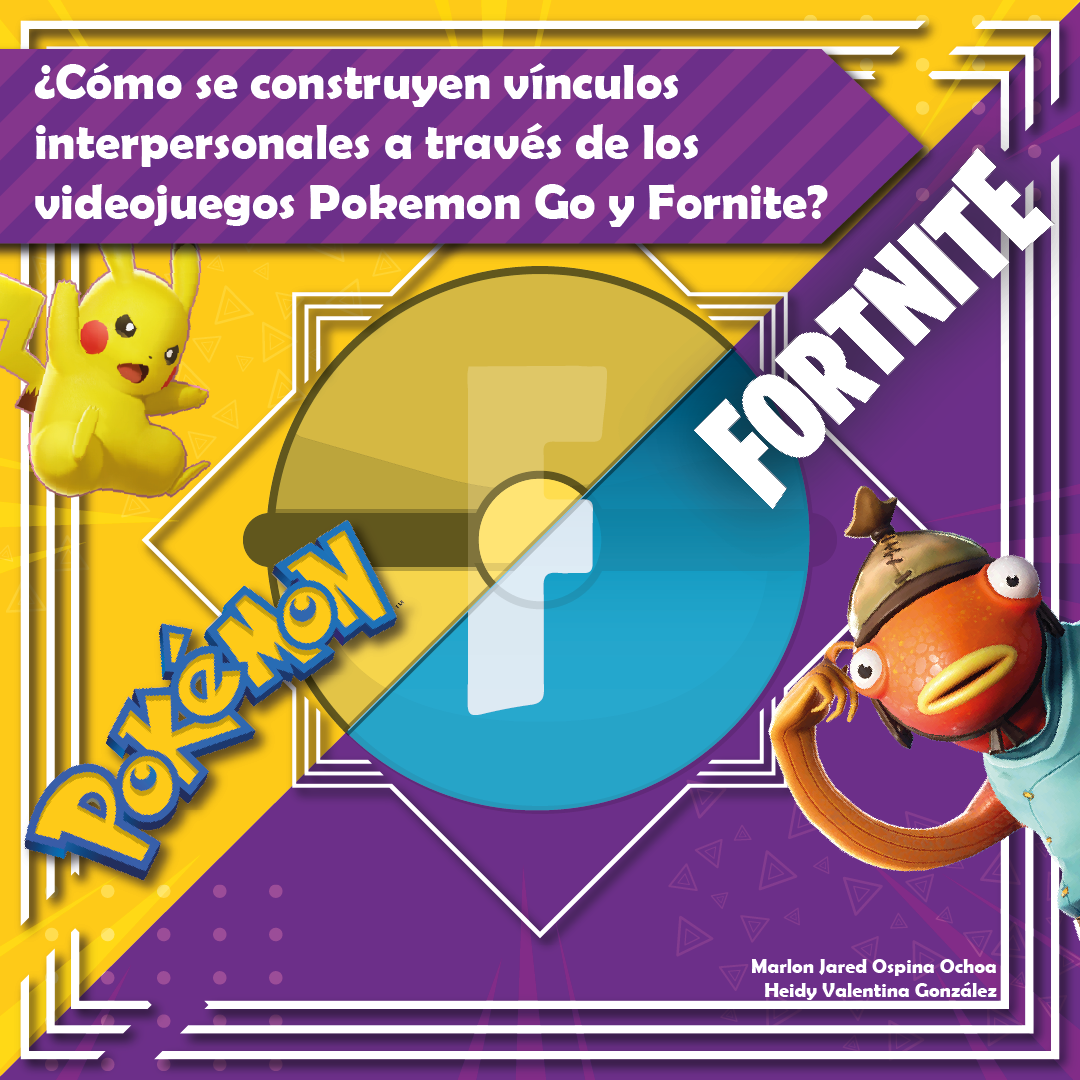 ¿Cómo se construyen vínculos
interpersonales a través de los
videojuegos Pokemon Go y Fornite?
FORTNITE
F
POKéMON
TM
Marlon Jared Ospina Ochoa
Heidy Valentina González